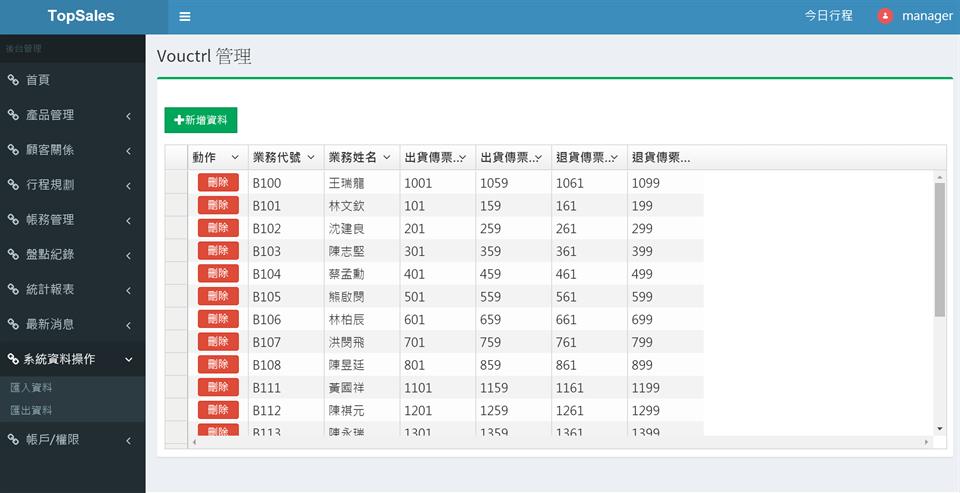 TopSales
今日行程 manager
後台管理
首頁
產品管理
顧客關係
行程規劃
帳務管理
盤點紀錄
統計報表
最新消息
系統資料操作
匯入資料
匯出資料
帳戶/權限
Vouctrl 管理
新增資料
動作 業務代號 業務姓名 出貨傳票... 出貨傳票... 退貨傳票... 退貨傳票...
刪除 B100 王瑞龍 1001 1059 1061 1099
刪除 B101 林文欽 101 159 161 199
刪除 B102 沈建良 201 259 261 299
刪除 B103 陳志堅 301 359 361 399
刪除 B104 蔡孟勳 401 459 461 499
刪除 B105 熊啟閔 501 559 561 599
刪除 B106 林柏辰 601 659 661 699
刪除 B107 洪閔飛 701 759 761 799
刪除 B108 陳昱廷 801 859 861 899
刪除 B111 黃國祥 1101 1159 1161 1199
刪除 B112 陳祺元 1201 1259 1261 1299
刪除 B113 陳永瑞 1301 1359 1361 1399